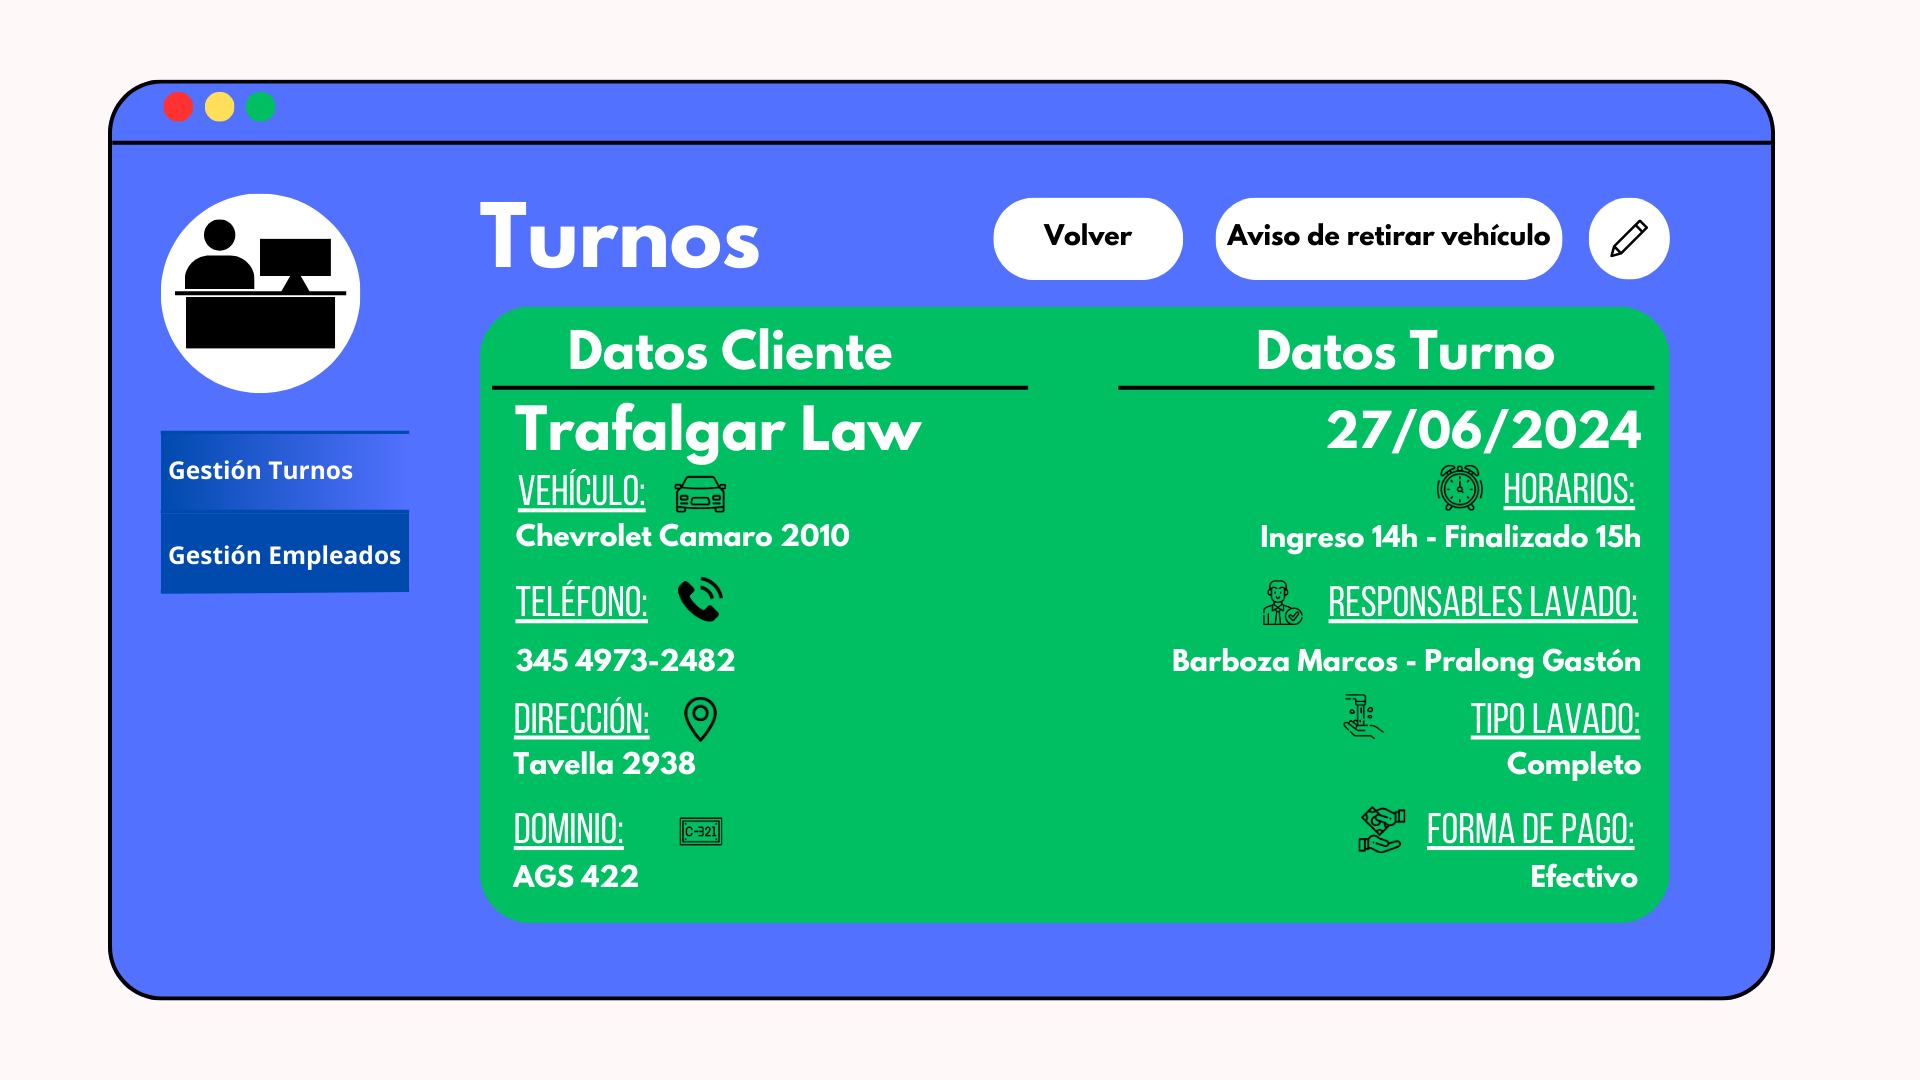 Turnos
Volver
Aviso de retirar vehículo
Gestión Turnos
Gestión Empleados
Datos Cliente
Trafalgar Law
VEHÍCULO:
Chevrolet Camaro 2010
TELÉFONO:
345 4973-2482
DIRECCIÓN:
Tavella 2938
DOMINIO:
C-321
AGS 422
Datos Turno
27/06/2024
HORARIOS:
Ingreso 14h - Finalizado 15h
RESPONSABLES LAVADO:
Barboza Marcos - Pralong Gastón
TIPO LAVADO:
Completo
FORMA DE PAGO:
Efectivo